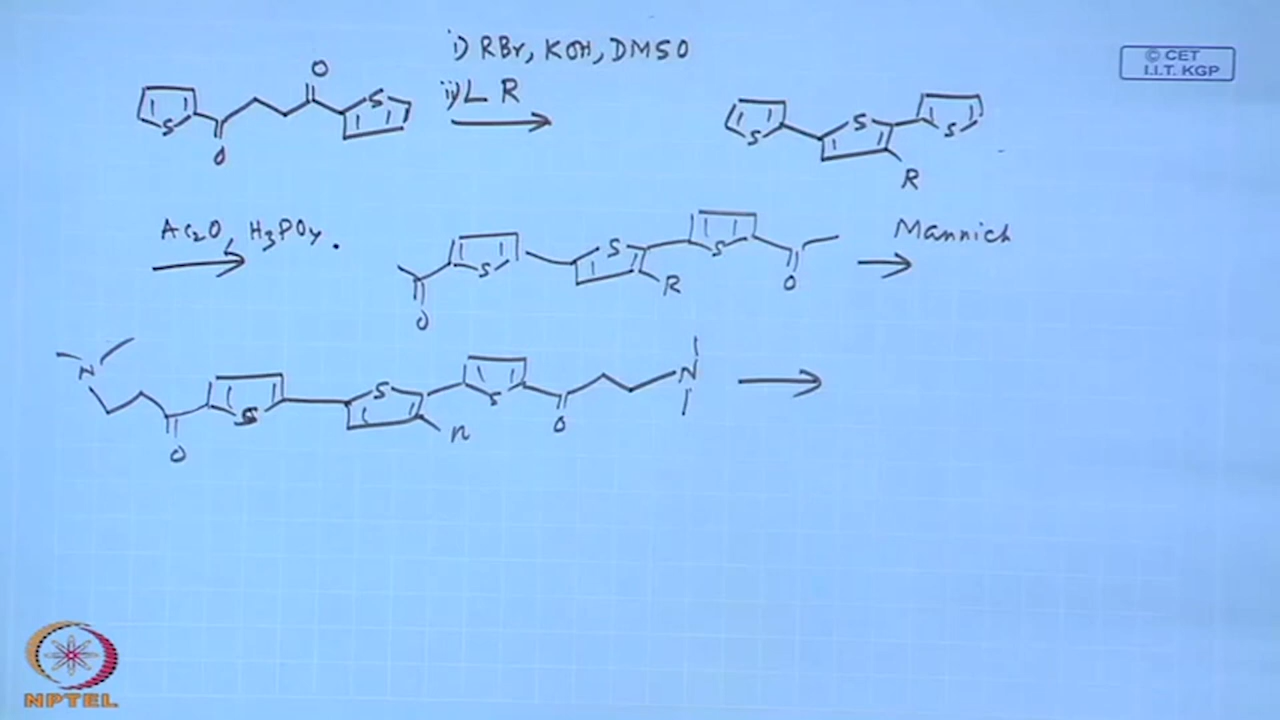 i) RBr, KOH, DMSO
ii) L R
© CET
I.I.T. KGP
O
S
O
S
S
S
S
R
Ac2O, H3PO4.
Mannich
O
S
S
R
S
O
N
O
S
S
R
S
O
N
NPTEL